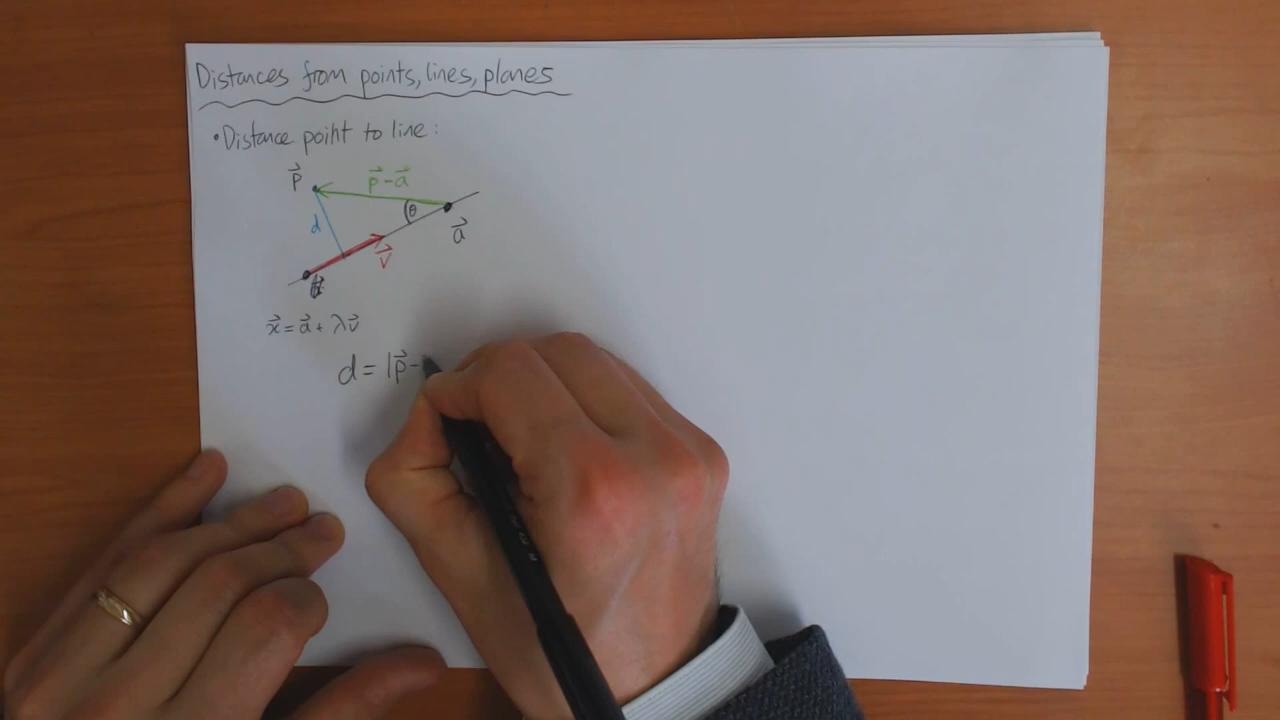 Distances from points, lines, planes
•Distance point to line:
p⃗
p⃗-a⃗
θ
d
a⃗
v⃗
x⃗ = a⃗ + λv⃗
d = |p⃗-